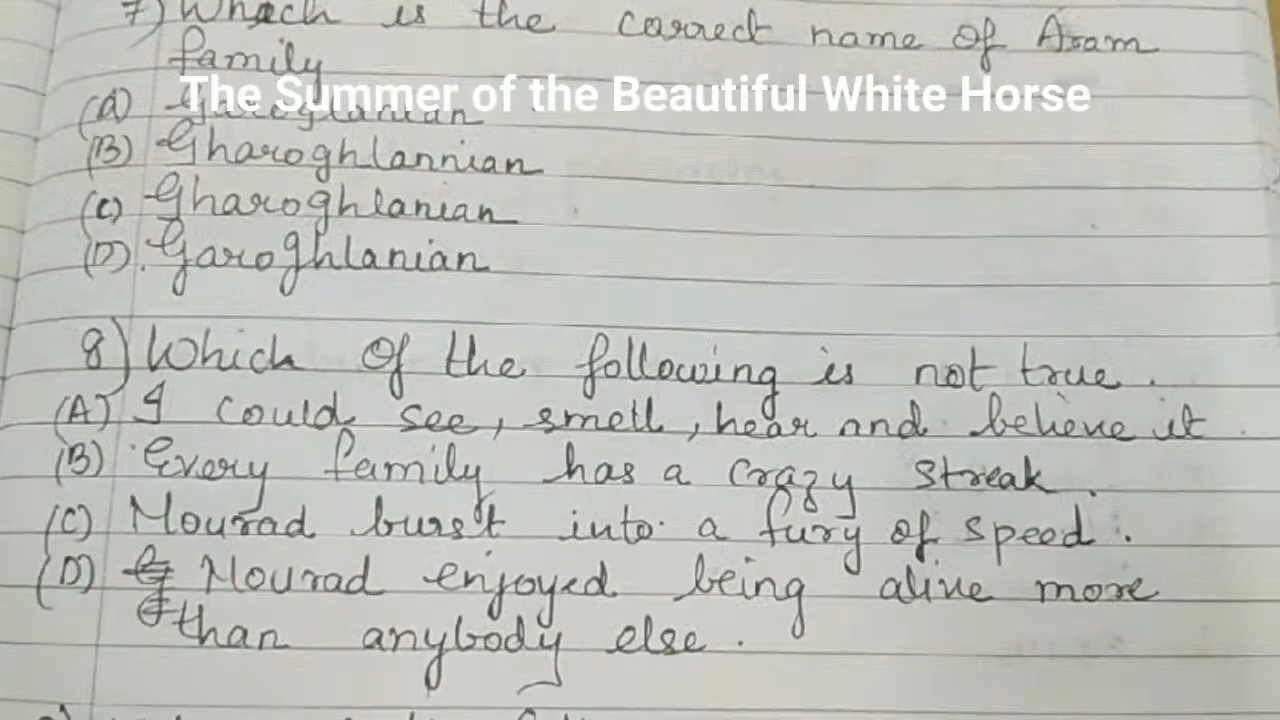 7) Which is the correct name of Aram
family
The Summer of the Beautiful White Horse
(A) Garoglanian
(B) Gharoghlannian
(C) Gharoghlanian
(D). Garoghlanian
8) Which of the following is not true.
(A) I could see, smell, hear and believe it.
(B) Every family has a crazy streak.
(C) Mourad burst into a fury of speed.
(D) Mourad enjoyed being alive more
than anybody else.